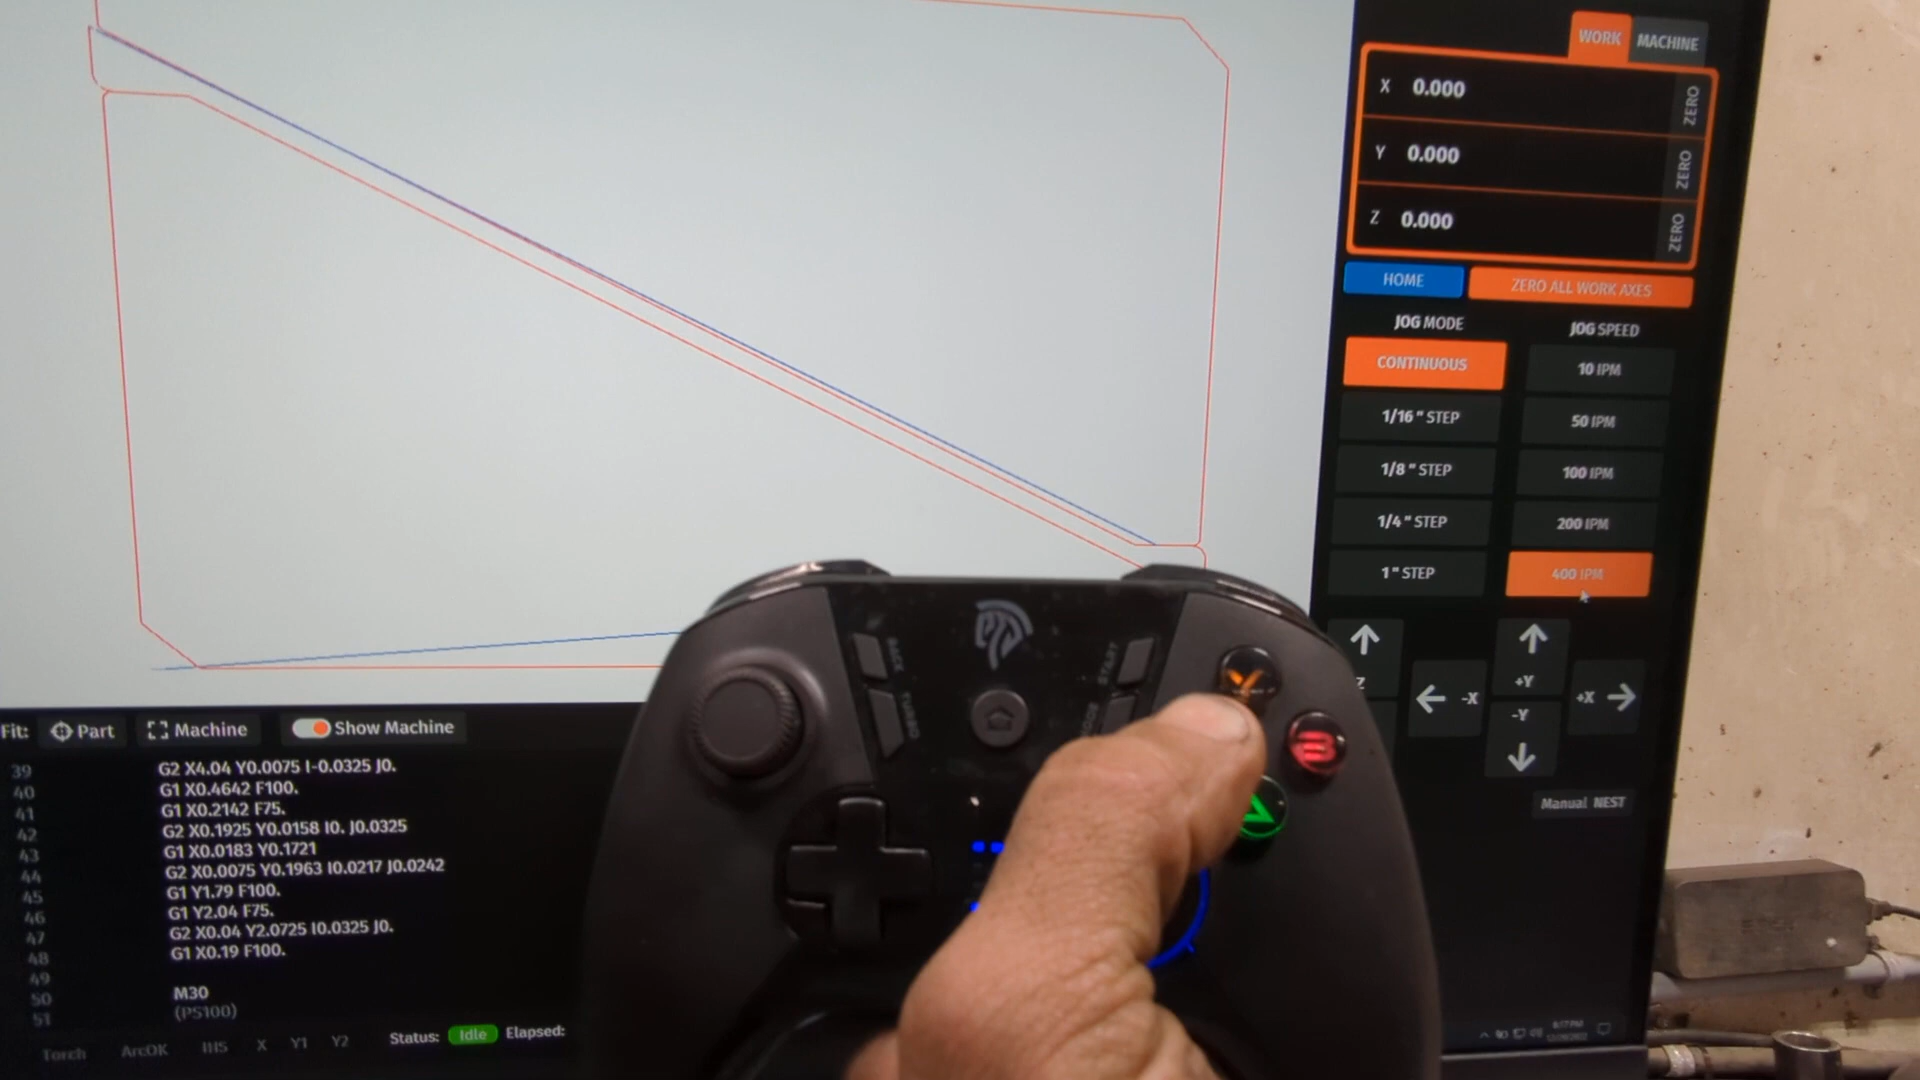 WORK MACHINE
X 0.000 ZERO
Y 0.000 ZERO
Z 0.000 ZERO
HOME ZERO ALL WORK AXES
JOG MODE JOG SPEED
CONTINUOUS 10 IPM
1/16 " STEP 50 IPM
1/8 " STEP 100 IPM
1/4 " STEP 200 IPM
1 " STEP 400 IPM
Z
+Y
-X +X
-Y
Manual NEST
Fit: Part Machine Show Machine
39 G2 X4.04 Y0.0075 I-0.0325 J0.
40 G1 X0.4642 F100.
41 G1 X0.2142 F75.
42 G2 X0.1925 Y0.0158 I0. J0.0325
43 G1 X0.0183 Y0.1721
44 G2 X0.0075 Y0.1963 I0.0217 J0.0242
45 G1 Y1.79 F100.
46 G1 Y2.04 F75.
47 G2 X0.04 Y2.0725 I0.0325 J0.
48 G1 X0.19 F100.
49
50 M30
51 (PS100)
Torch ArcOK IHS X Y1 Y2 Status: Idle Elapsed:
BACK START
TURBO
Y
B